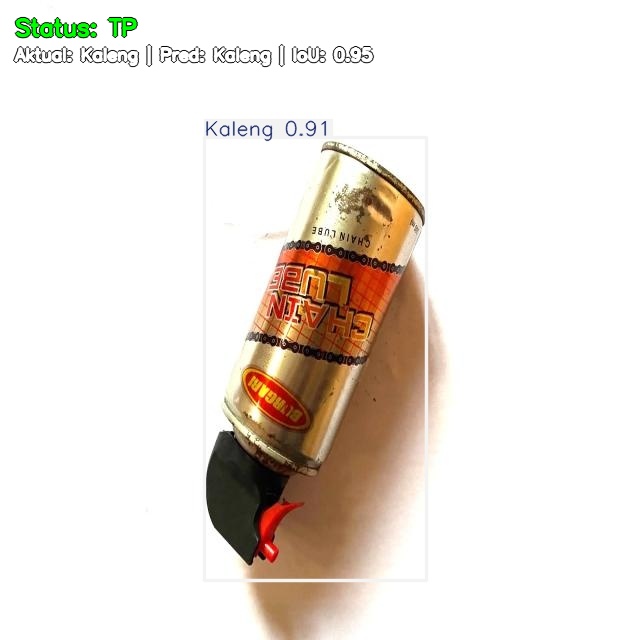 Status: TP
Aktual: Kaleng | Pred: Kaleng | IoU: 0.95
Kaleng 0.91
CHAIN LUBE
CHAIN
LUBE